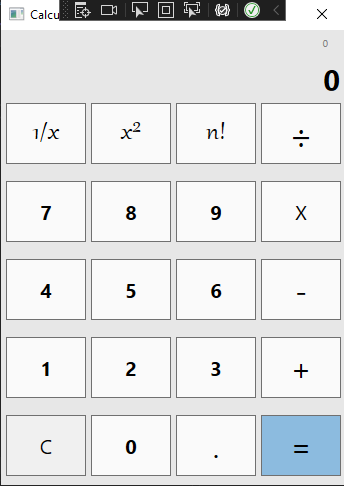 Calcu
0
0
1/x x² n! ÷
7 8 9 X
4 5 6 -
1 2 3 +
C 0 . =